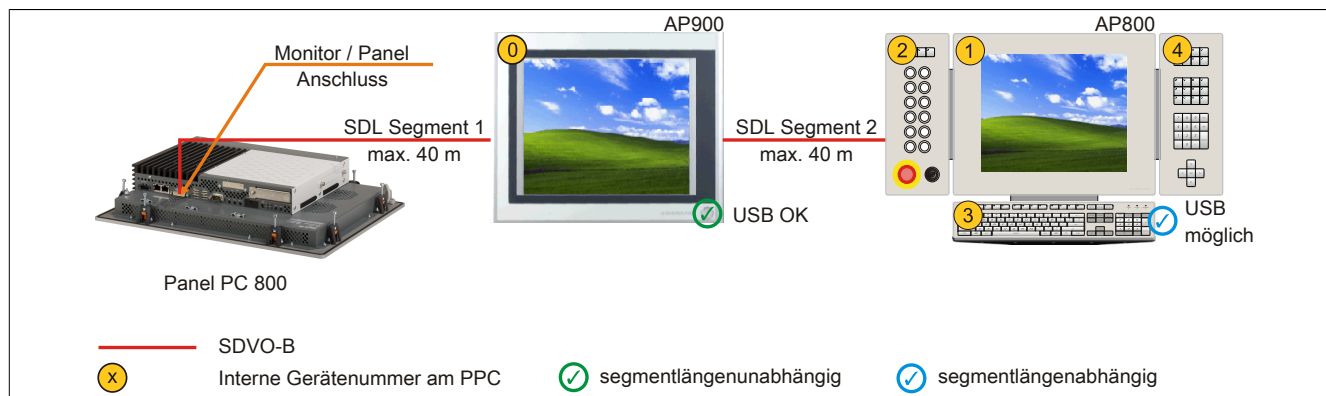 AP900
AP800
0
2
1
4
Monitor / Panel
Anschluss
SDL Segment 1
max. 40 m
SDL Segment 2
max. 40 m
3
USB OK
USB
möglich
Panel PC 800
SDVO-B
x
Interne Gerätenummer am PPC
segmentlängenunabhängig
segmentlängenabhängig